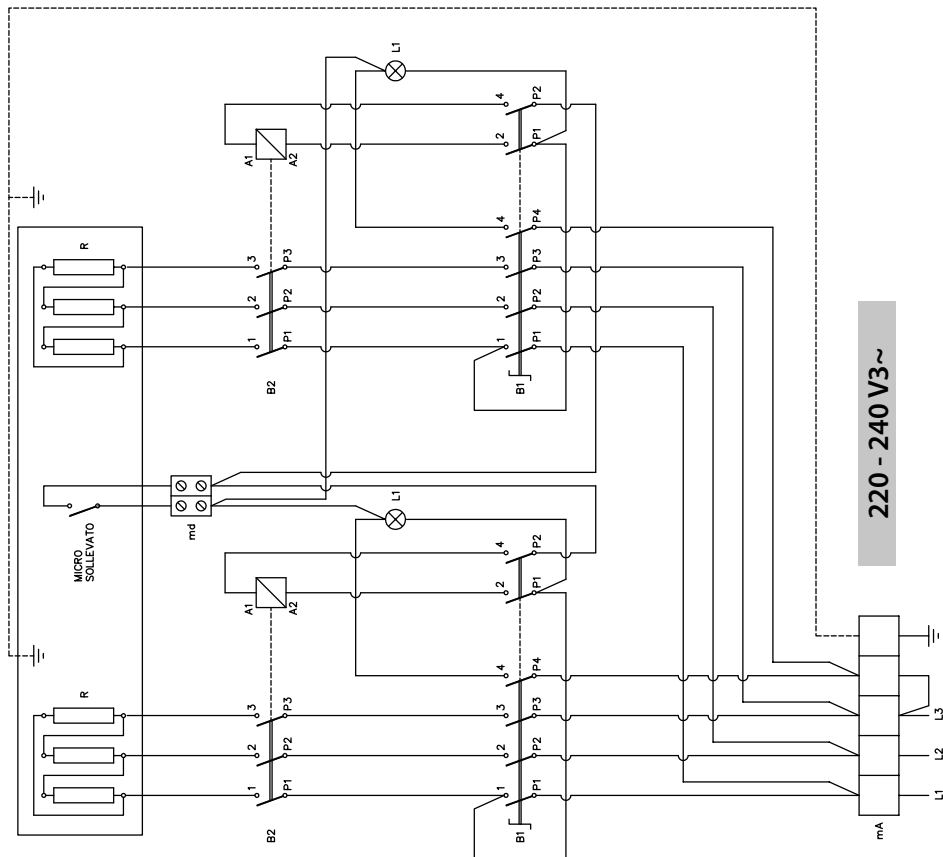 L1
4
P2
2
P1
A1
A2
4
P4
R
3
P3
3
P3
2
P2
2
P2
1
P1
1
P1
B2
B1
MICRO
SOLLEVATO
md
L1
4
P2
2
P1
A1
A2
4
P4
R
3
P3
3
P3
2
P2
2
P2
1
P1
1
P1
B2
B1
220 - 240 V3~
L3
L2
L1
mA